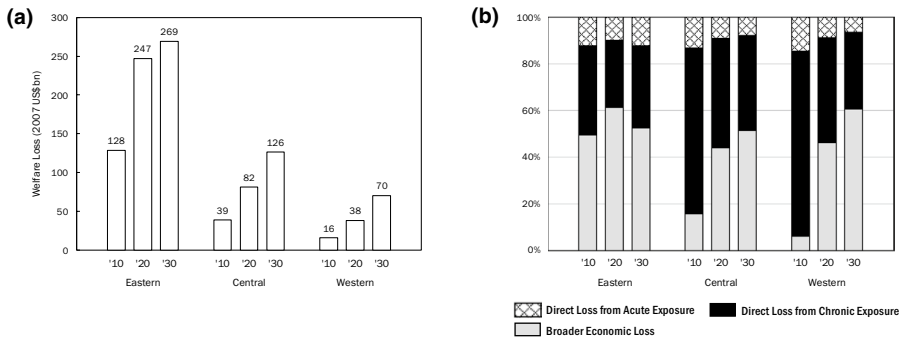 (a)
Welfare Loss (2007 US$bn)
300
250
200
150
100
50
0
128
247
269
39
82
126
16
38
70
'10 '20 '30 '10 '20 '30 '10 '20 '30
Eastern Central Western
(b)
100%
80%
60%
40%
20%
0%
'10 '20 '30 '10 '20 '30 '10 '20 '30
Eastern Central Western
Direct Loss from Acute Exposure Direct Loss from Chronic Exposure
Broader Economic Loss